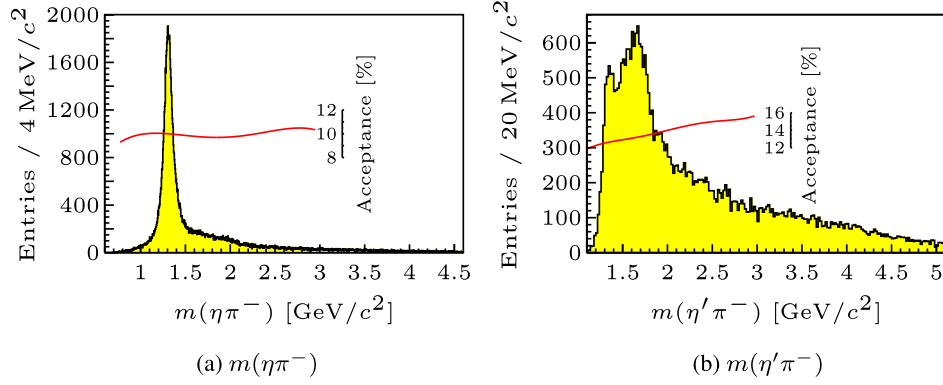 Entries / 4 MeV/c²
2000
1600
1200
800
400
0
12
10
8
Acceptance [%]
1 1.5 2 2.5 3 3.5 4 4.5
m(ηπ⁻) [GeV/c²]
(a) m(ηπ⁻)
Entries / 20 MeV/c²
600
500
400
300
200
100
0
16
14
12
Acceptance [%]
1.5 2 2.5 3 3.5 4 4.5 5
m(η′π⁻) [GeV/c²]
(b) m(η′π⁻)